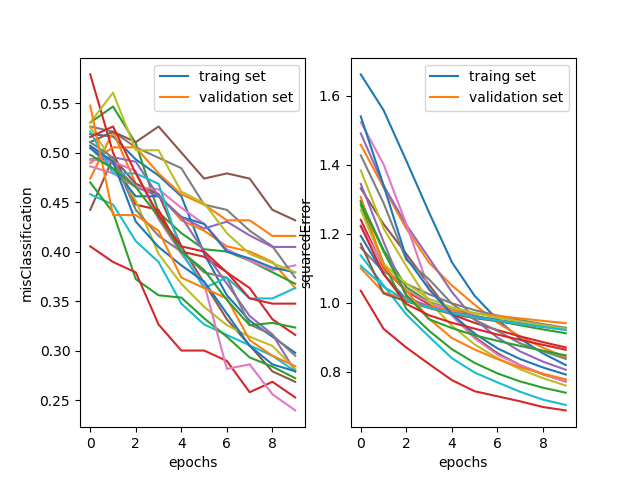 traing set
validation set
0.55
0.50
0.45
0.40
0.35
0.30
0.25
misClassification
0 2 4 6 8
epochs
traing set
validation set
1.6
1.4
1.2
1.0
0.8
squaredError
0 2 4 6 8
epochs